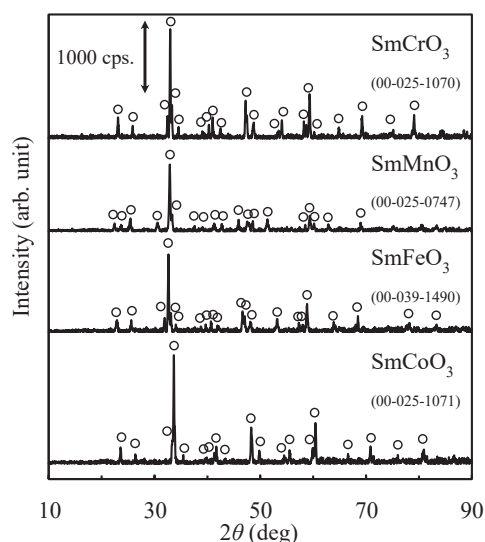 1000 cps.
SmCrO3
(00-025-1070)
SmMnO3
(00-025-0747)
SmFeO3
(00-039-1490)
SmCoO3
(00-025-1071)
Intensity (arb. unit)
10 30 50 70 90
2θ (deg)